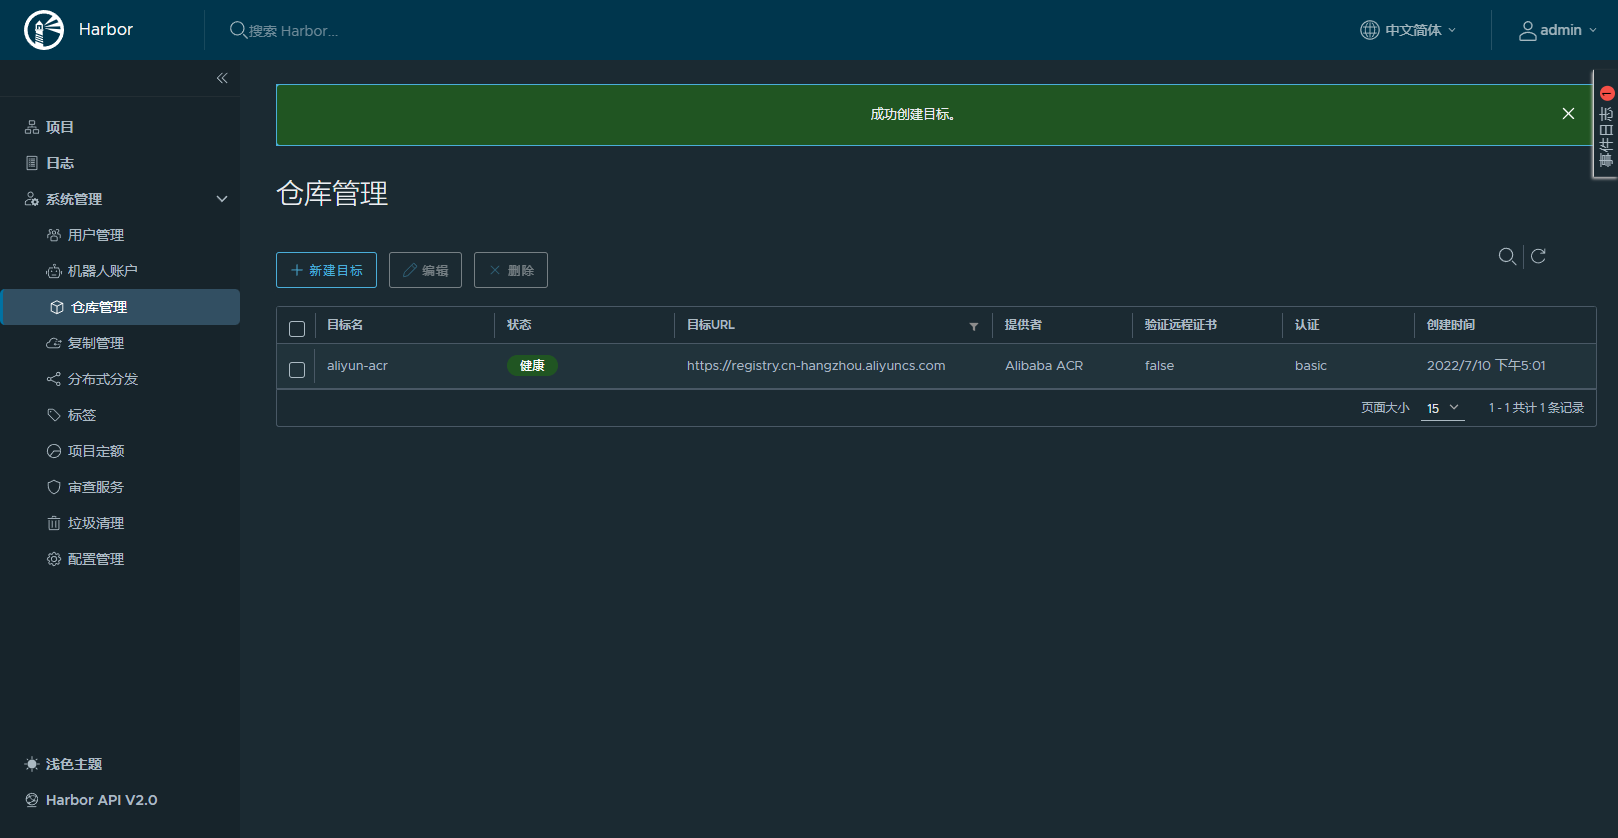 Harbor
搜索 Harbor...
中文简体
admin
成功创建目标。
1
事件日志
项目
日志
系统管理
用户管理
机器人账户
仓库管理
复制管理
分布式分发
标签
项目定额
审查服务
垃圾清理
配置管理
浅色主题
Harbor API V2.0
仓库管理
新建目标
编辑
删除
目标名 状态 目标URL 提供者 验证远程证书 认证 创建时间
aliyun-acr 健康 https://registry.cn-hangzhou.aliyuncs.com Alibaba ACR false basic 2022/7/10 下午5:01
页面大小 15 1 - 1 共计 1 条记录